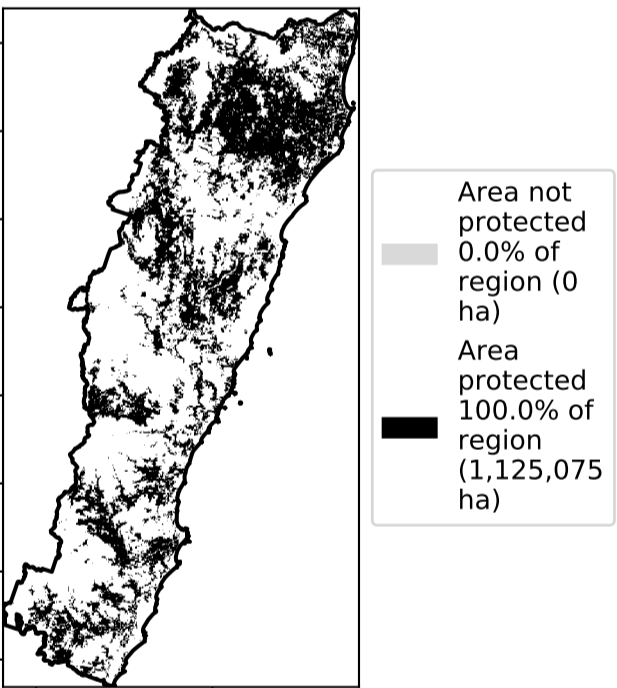 Area not
protected
0.0% of
region (0
ha)
Area
protected
100.0% of
region
(1,125,075
ha)